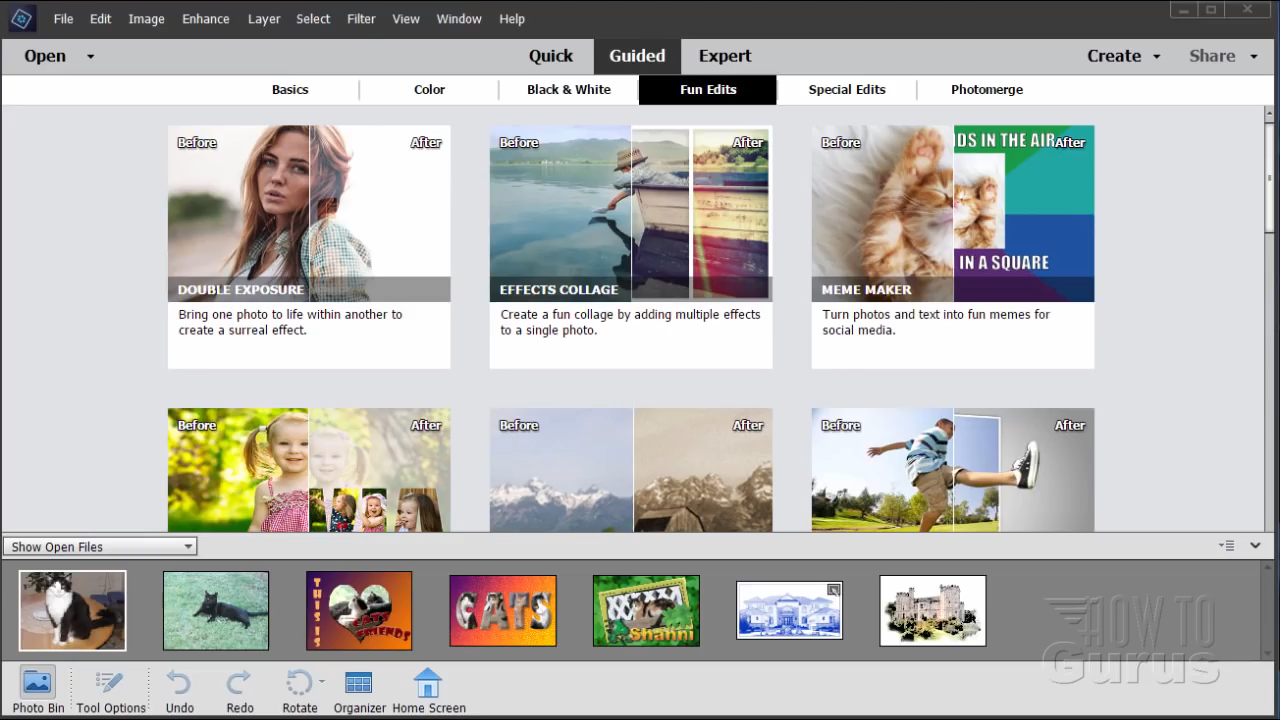 File Edit Image Enhance Layer Select Filter View Window Help
Open Quick Guided Expert Create Share
Basics Color Black & White Fun Edits Special Edits Photomerge
Before After Before After Before DS IN THE AIR After
IN A SQUARE
DOUBLE EXPOSURE EFFECTS COLLAGE MEME MAKER
Bring one photo to life within another to
create a surreal effect.
Create a fun collage by adding multiple effects
to a single photo.
Turn photos and text into fun memes for
social media.
Before After Before After Before After
Show Open Files
THIS IS
CATS
FRIENDS
CATS
Shanni
HOW TO
Gurus
Photo Bin Tool Options Undo Redo Rotate Organizer Home Screen